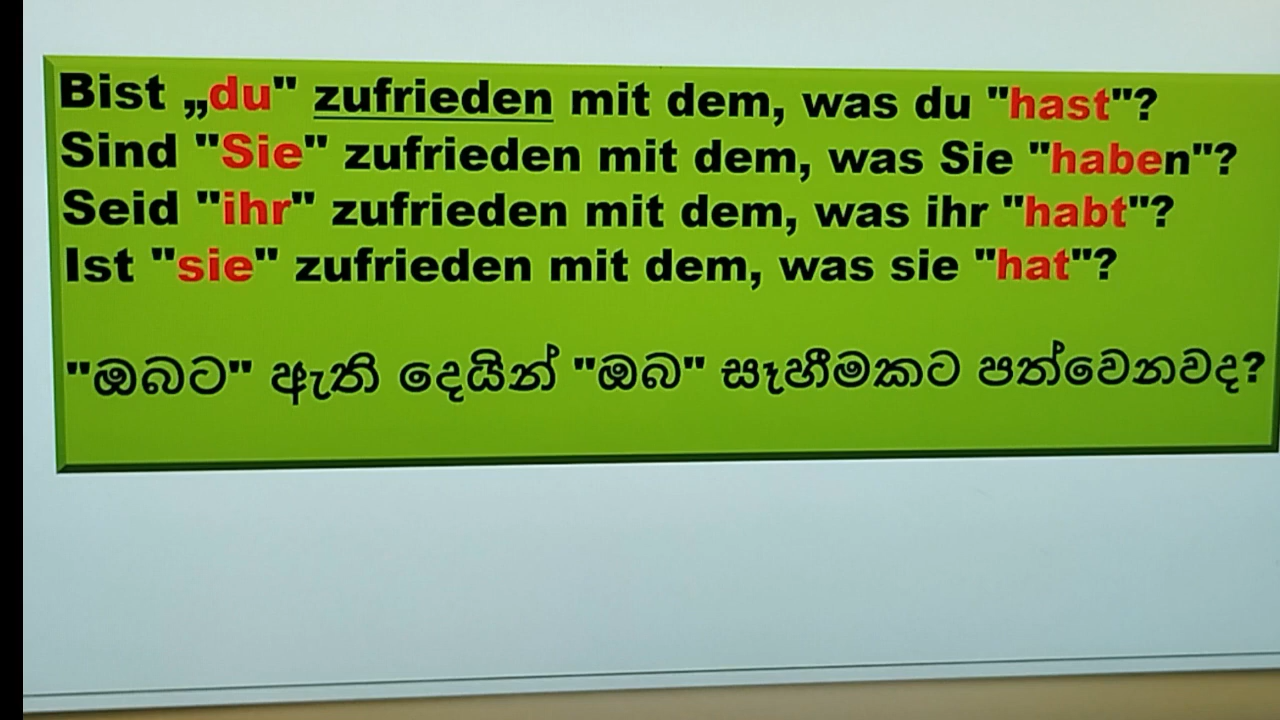 Bist „du" zufrieden mit dem, was du "hast"?
Sind "Sie" zufrieden mit dem, was Sie "haben"?
Seid "ihr" zufrieden mit dem, was ihr "habt"?
Ist "sie" zufrieden mit dem, was sie "hat"?
"ඔබට" ඇති දෙයින් "ඔබ" සෑහීමකට පත්වෙනවද?